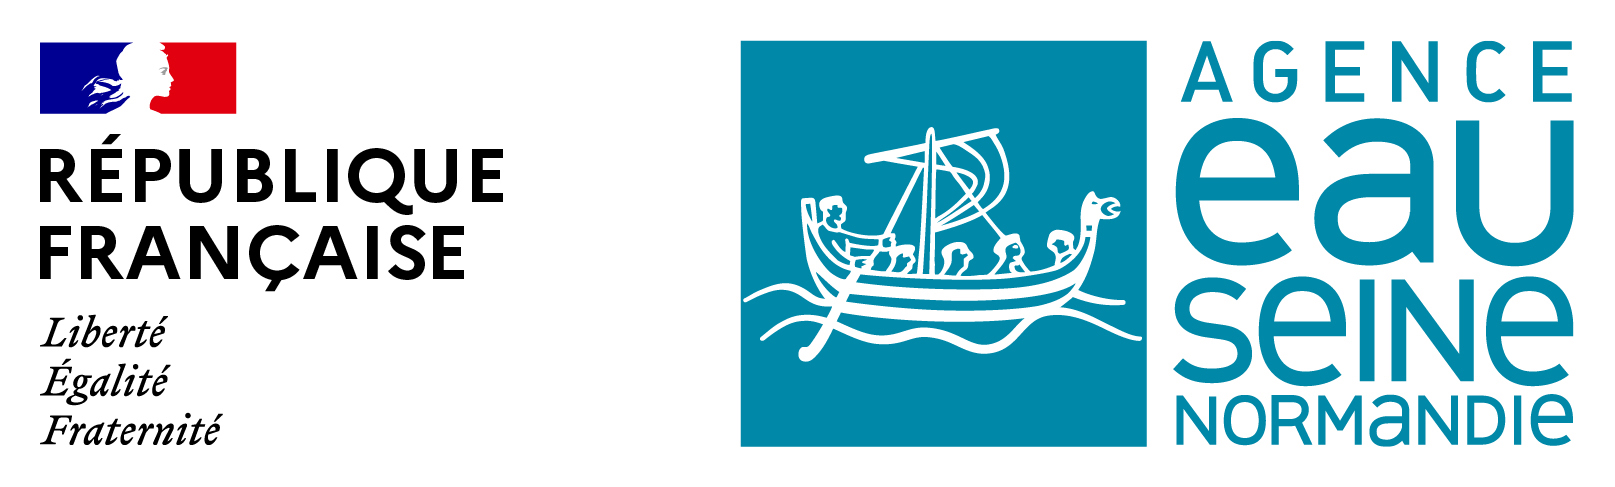 RÉPUBLIQUE
FRANÇAISE
Liberté
Égalité
Fraternité
AGENCE
eau
SeINe
NORMaNDIe